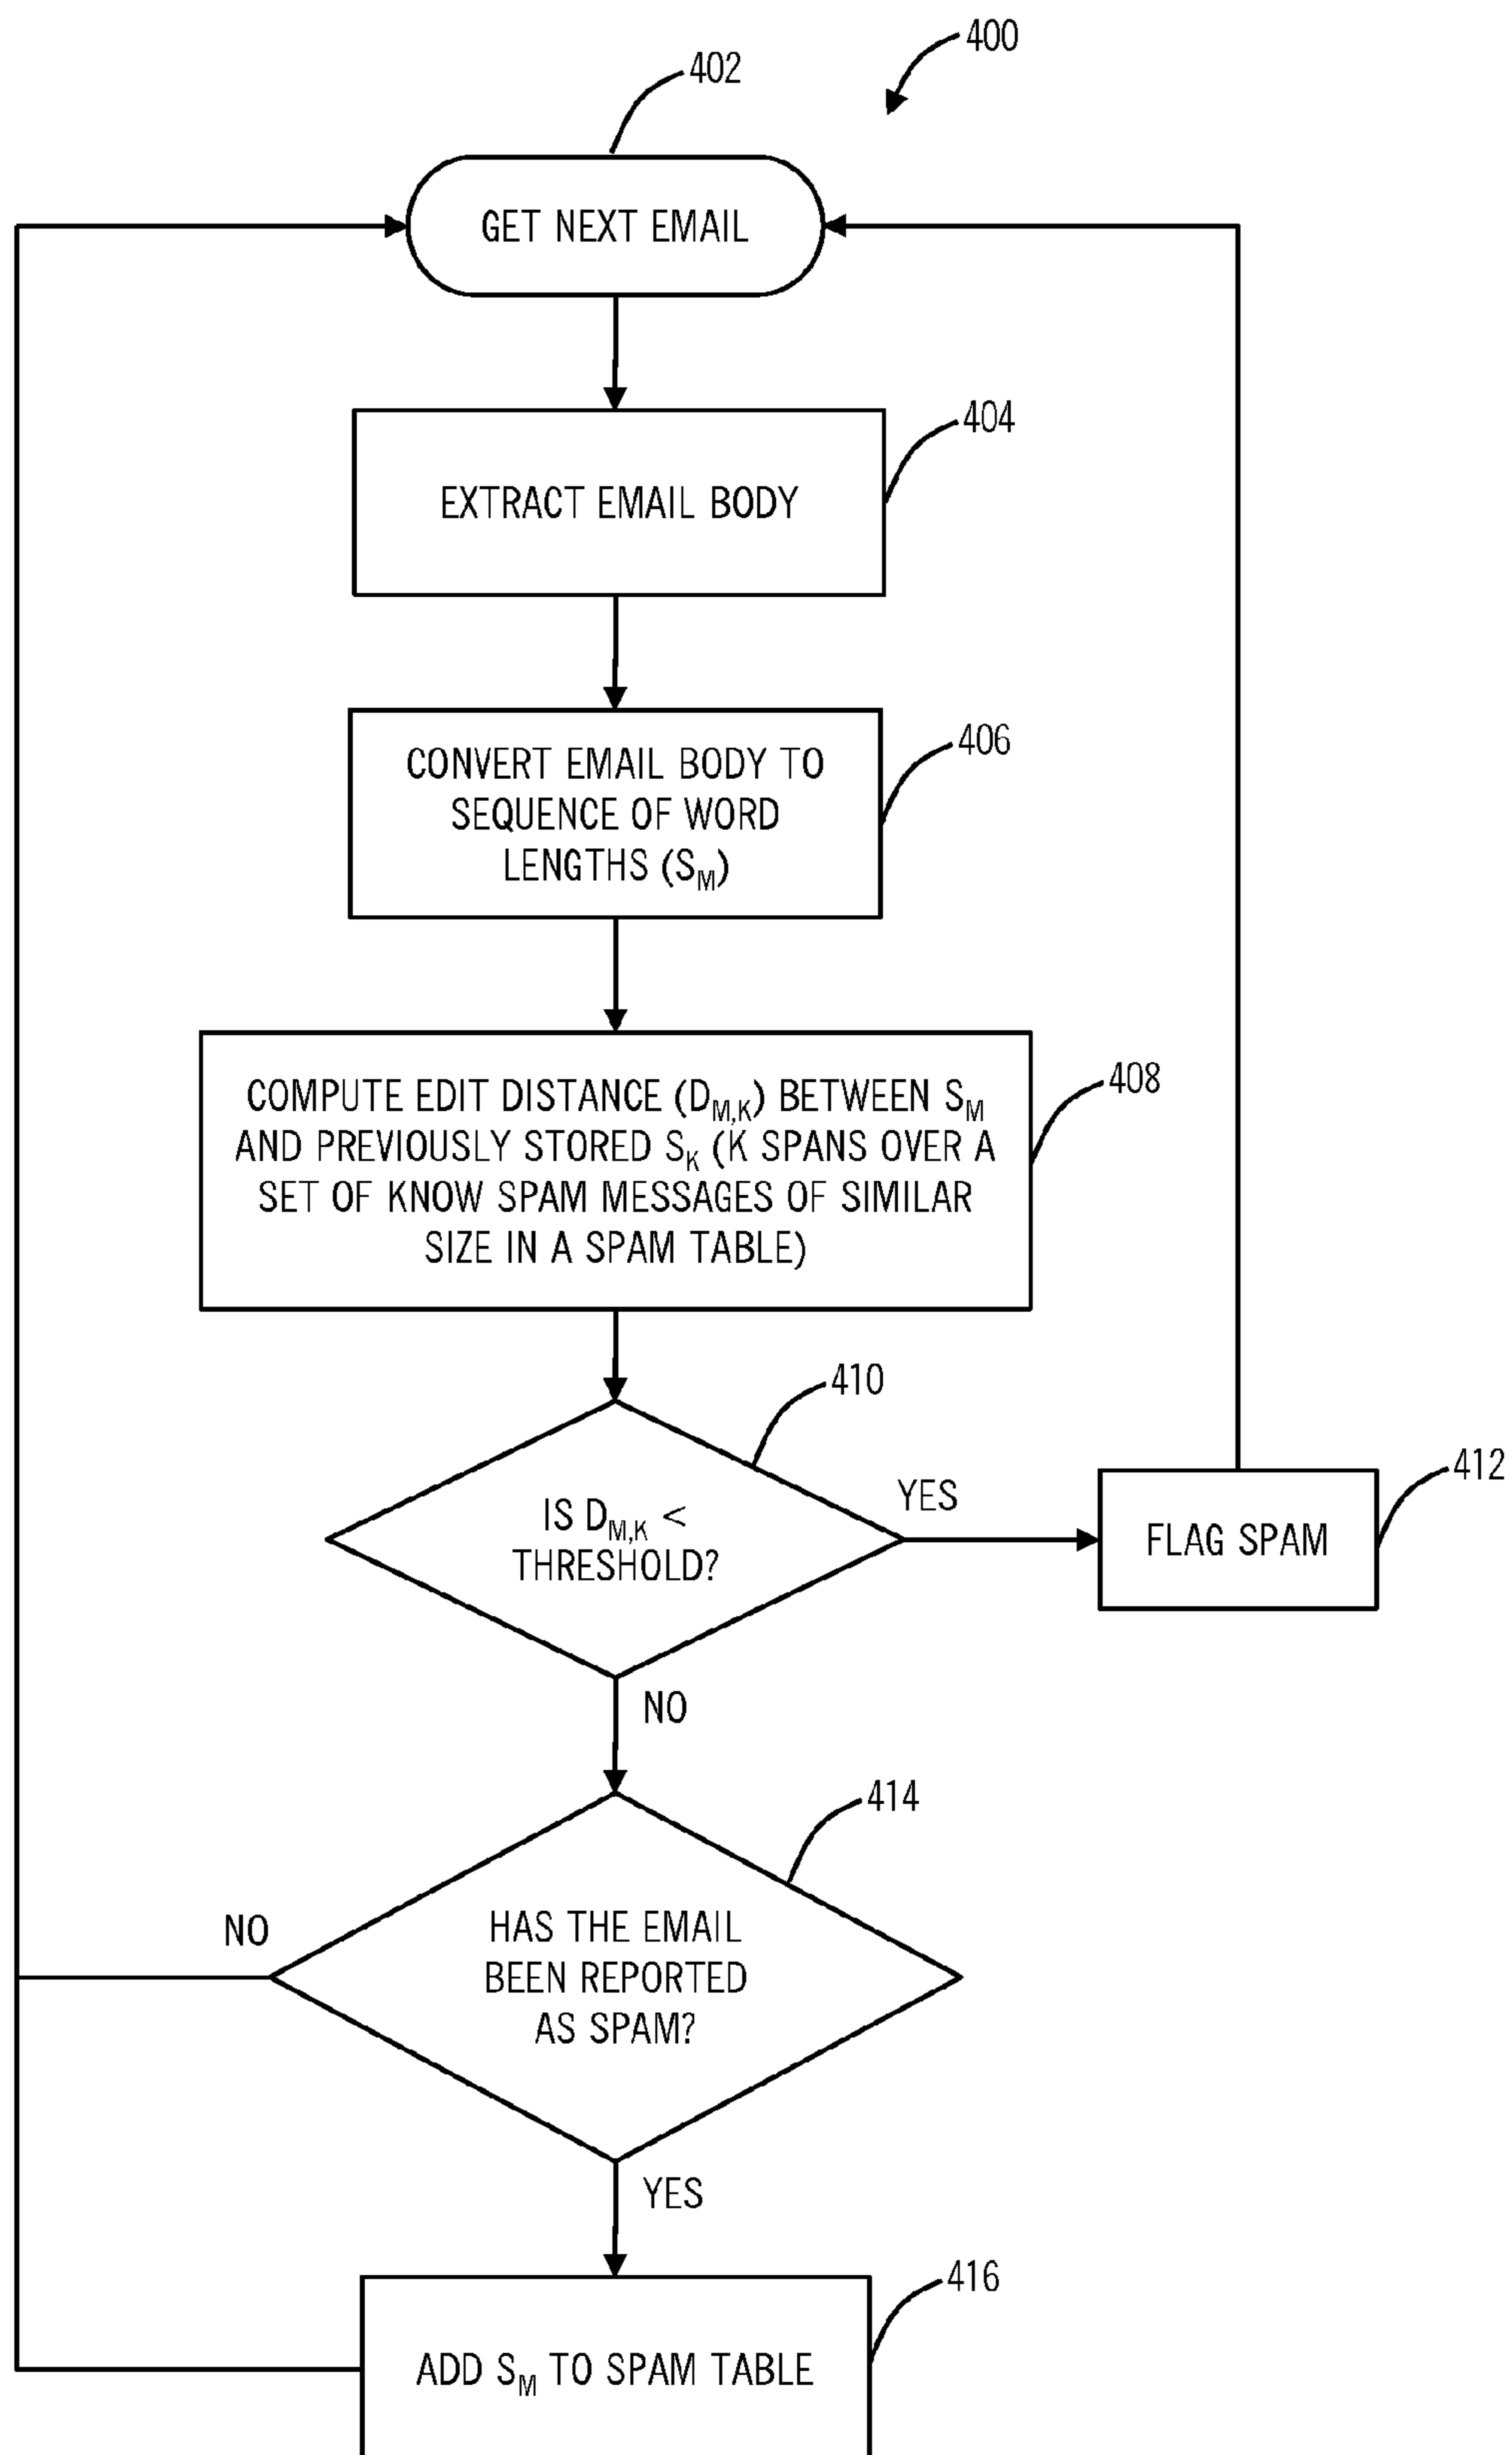 400
402
GET NEXT EMAIL
404
EXTRACT EMAIL BODY
406
CONVERT EMAIL BODY TO
SEQUENCE OF WORD
LENGTHS (SM)
408
COMPUTE EDIT DISTANCE (DM,K) BETWEEN SM
AND PREVIOUSLY STORED SK (K SPANS OVER A
SET OF KNOW SPAM MESSAGES OF SIMILAR
SIZE IN A SPAM TABLE)
410
IS DM,K <
THRESHOLD?
YES
412
FLAG SPAM
NO
414
HAS THE EMAIL
BEEN REPORTED
AS SPAM?
NO
YES
416
ADD SM TO SPAM TABLE